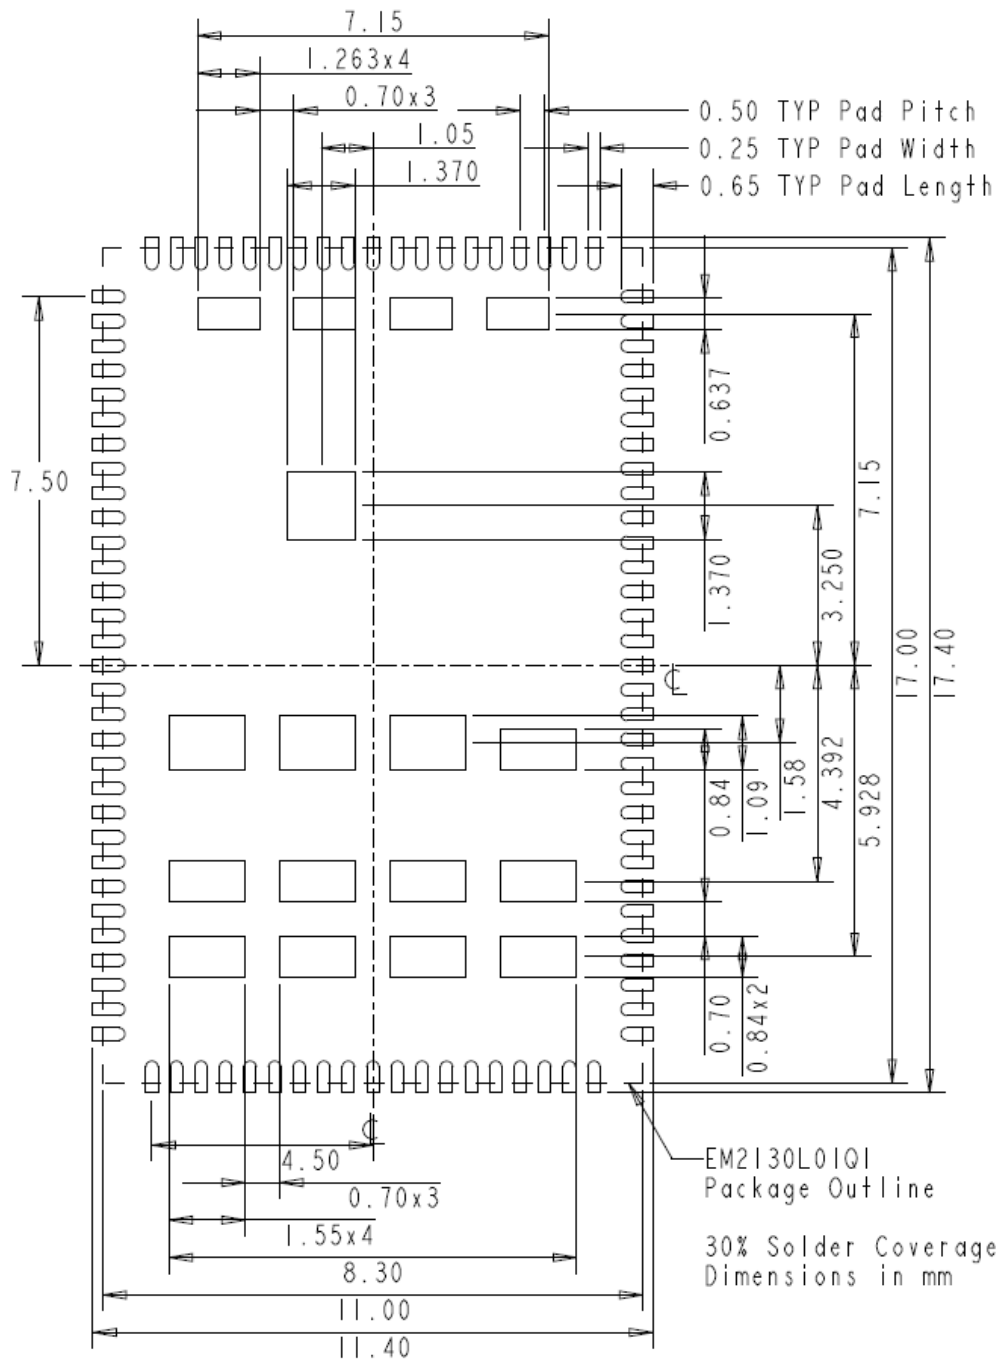 7.15
1.263x4
0.70x3
1.05
1.370
0.50 TYP Pad Pitch
0.25 TYP Pad Width
0.65 TYP Pad Length
0.637
7.50
7.15
1.370
3.250
17.00
17.40
℄
0.84
1.09
1.58
4.392
5.928
0.70
0.84x2
℄
4.50
0.70x3
1.55x4
8.30
11.00
11.40
EM2130L01QI
Package Outline
30% Solder Coverage
Dimensions in mm